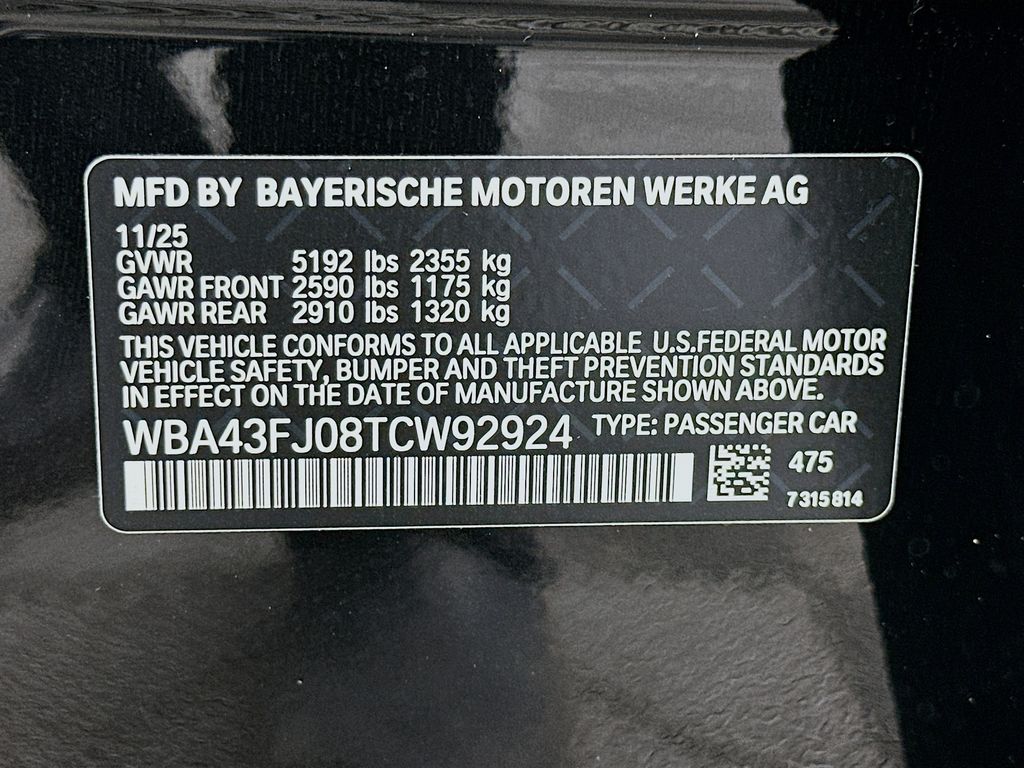 MFD BY BAYERISCHE MOTOREN WERKE AG
11/25
GVWR 5192 lbs 2355 kg
GAWR FRONT 2590 lbs 1175 kg
GAWR REAR 2910 lbs 1320 kg
THIS VEHICLE CONFORMS TO ALL APPLICABLE U.S.FEDERAL MOTOR
VEHICLE SAFETY, BUMPER AND THEFT PREVENTION STANDARDS
IN EFFECT ON THE DATE OF MANUFACTURE SHOWN ABOVE.
WBA43FJ08TCW92924 TYPE: PASSENGER CAR
475
7315814